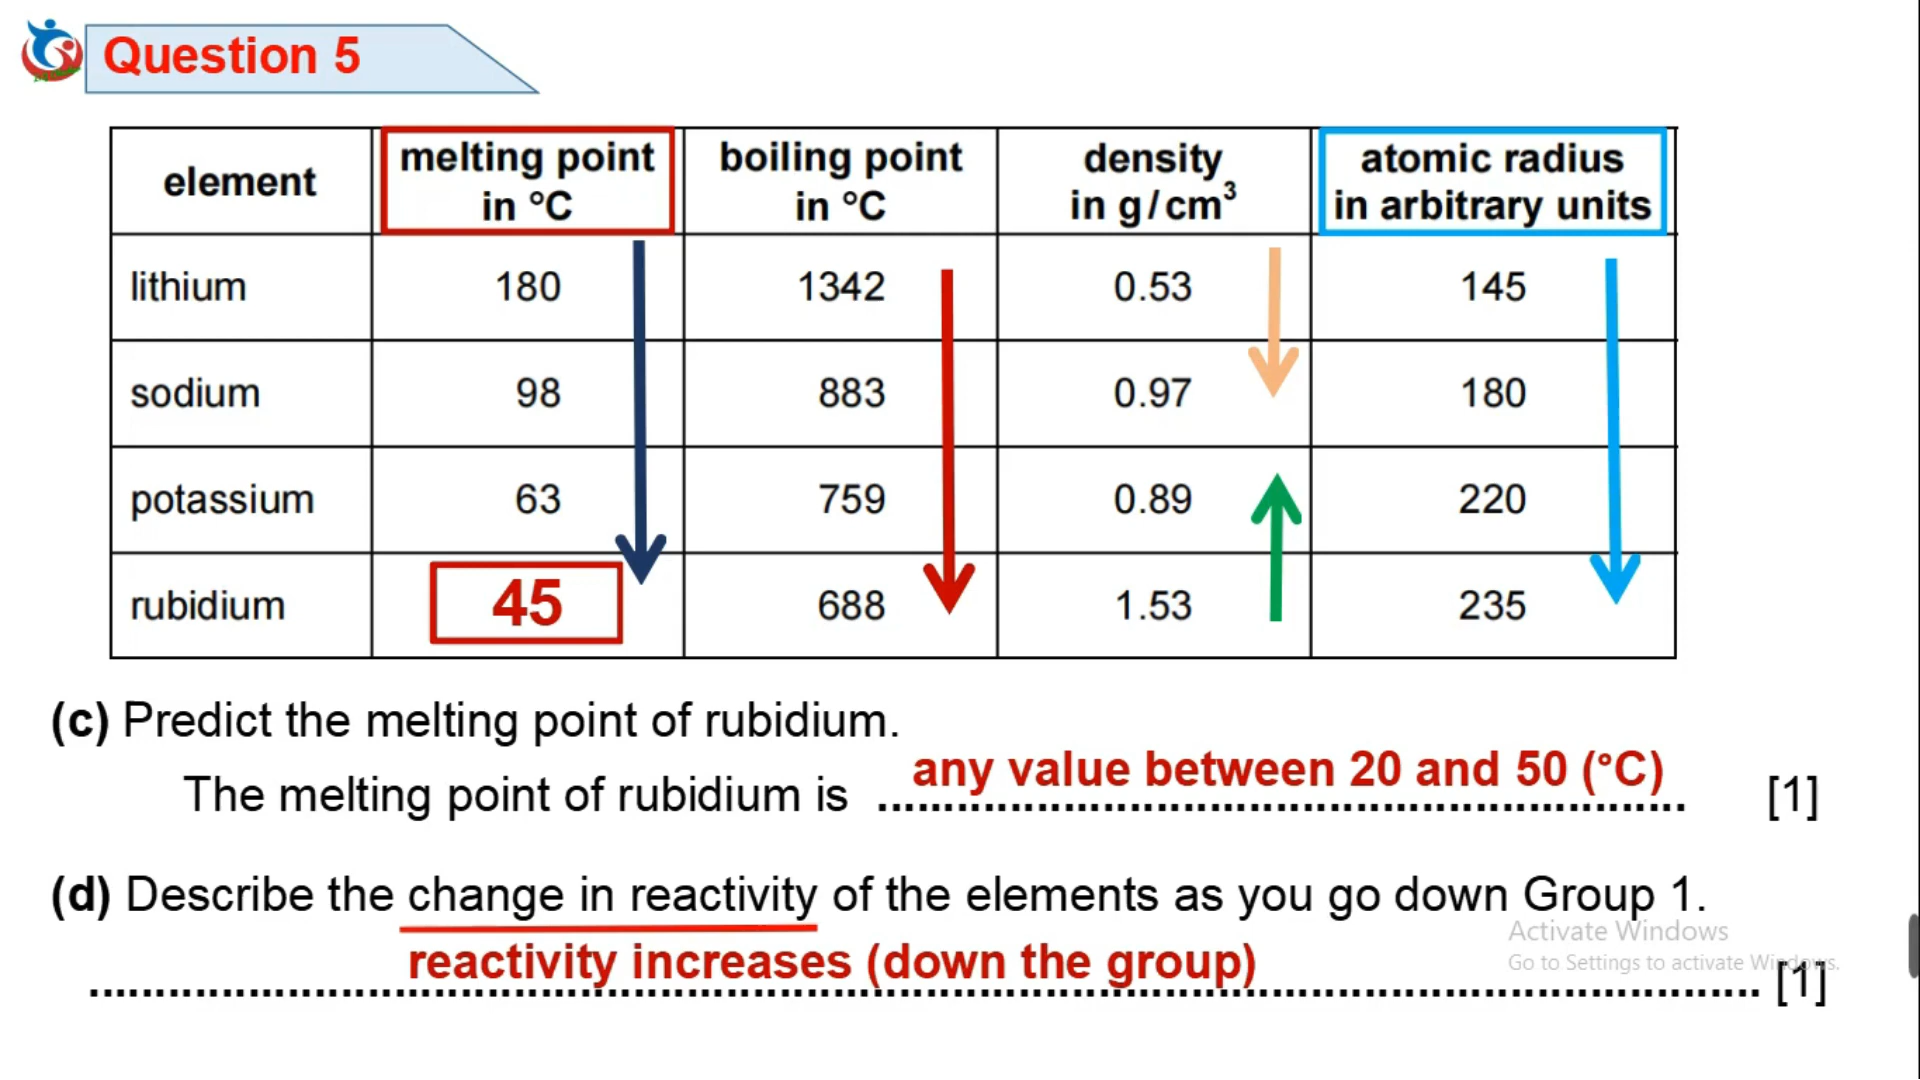 Question 5
element melting point in °C boiling point in °C density in g/cm³ atomic radius in arbitrary units
lithium 180 1342 0.53 145
sodium 98 883 0.97 180
potassium 63 759 0.89 220
rubidium 45 688 1.53 235
(c) Predict the melting point of rubidium.
The melting point of rubidium is any value between 20 and 50 (°C) [1]
(d) Describe the change in reactivity of the elements as you go down Group 1.
reactivity increases (down the group) [1]
Activate Windows
Go to Settings to activate Windows.